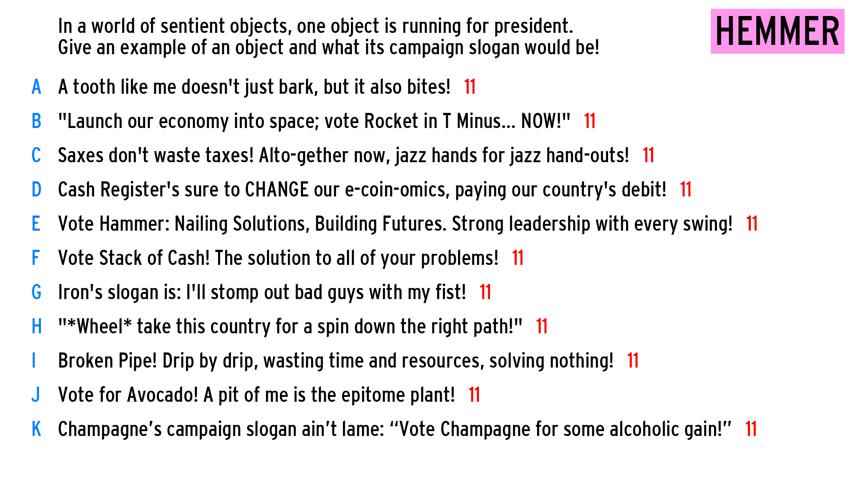 In a world of sentient objects, one object is running for president.
Give an example of an object and what its campaign slogan would be!
HEMMER
A A tooth like me doesn't just bark, but it also bites! 11
B "Launch our economy into space; vote Rocket in T Minus... NOW!" 11
C Saxes don't waste taxes! Alto-gether now, jazz hands for jazz hand-outs! 11
D Cash Register's sure to CHANGE our e-coin-omics, paying our country's debit! 11
E Vote Hammer: Nailing Solutions, Building Futures. Strong leadership with every swing! 11
F Vote Stack of Cash! The solution to all of your problems! 11
G Iron's slogan is: I'll stomp out bad guys with my fist! 11
H "*Wheel* take this country for a spin down the right path!" 11
I Broken Pipe! Drip by drip, wasting time and resources, solving nothing! 11
J Vote for Avocado! A pit of me is the epitome plant! 11
K Champagne’s campaign slogan ain’t lame: “Vote Champagne for some alcoholic gain!” 11